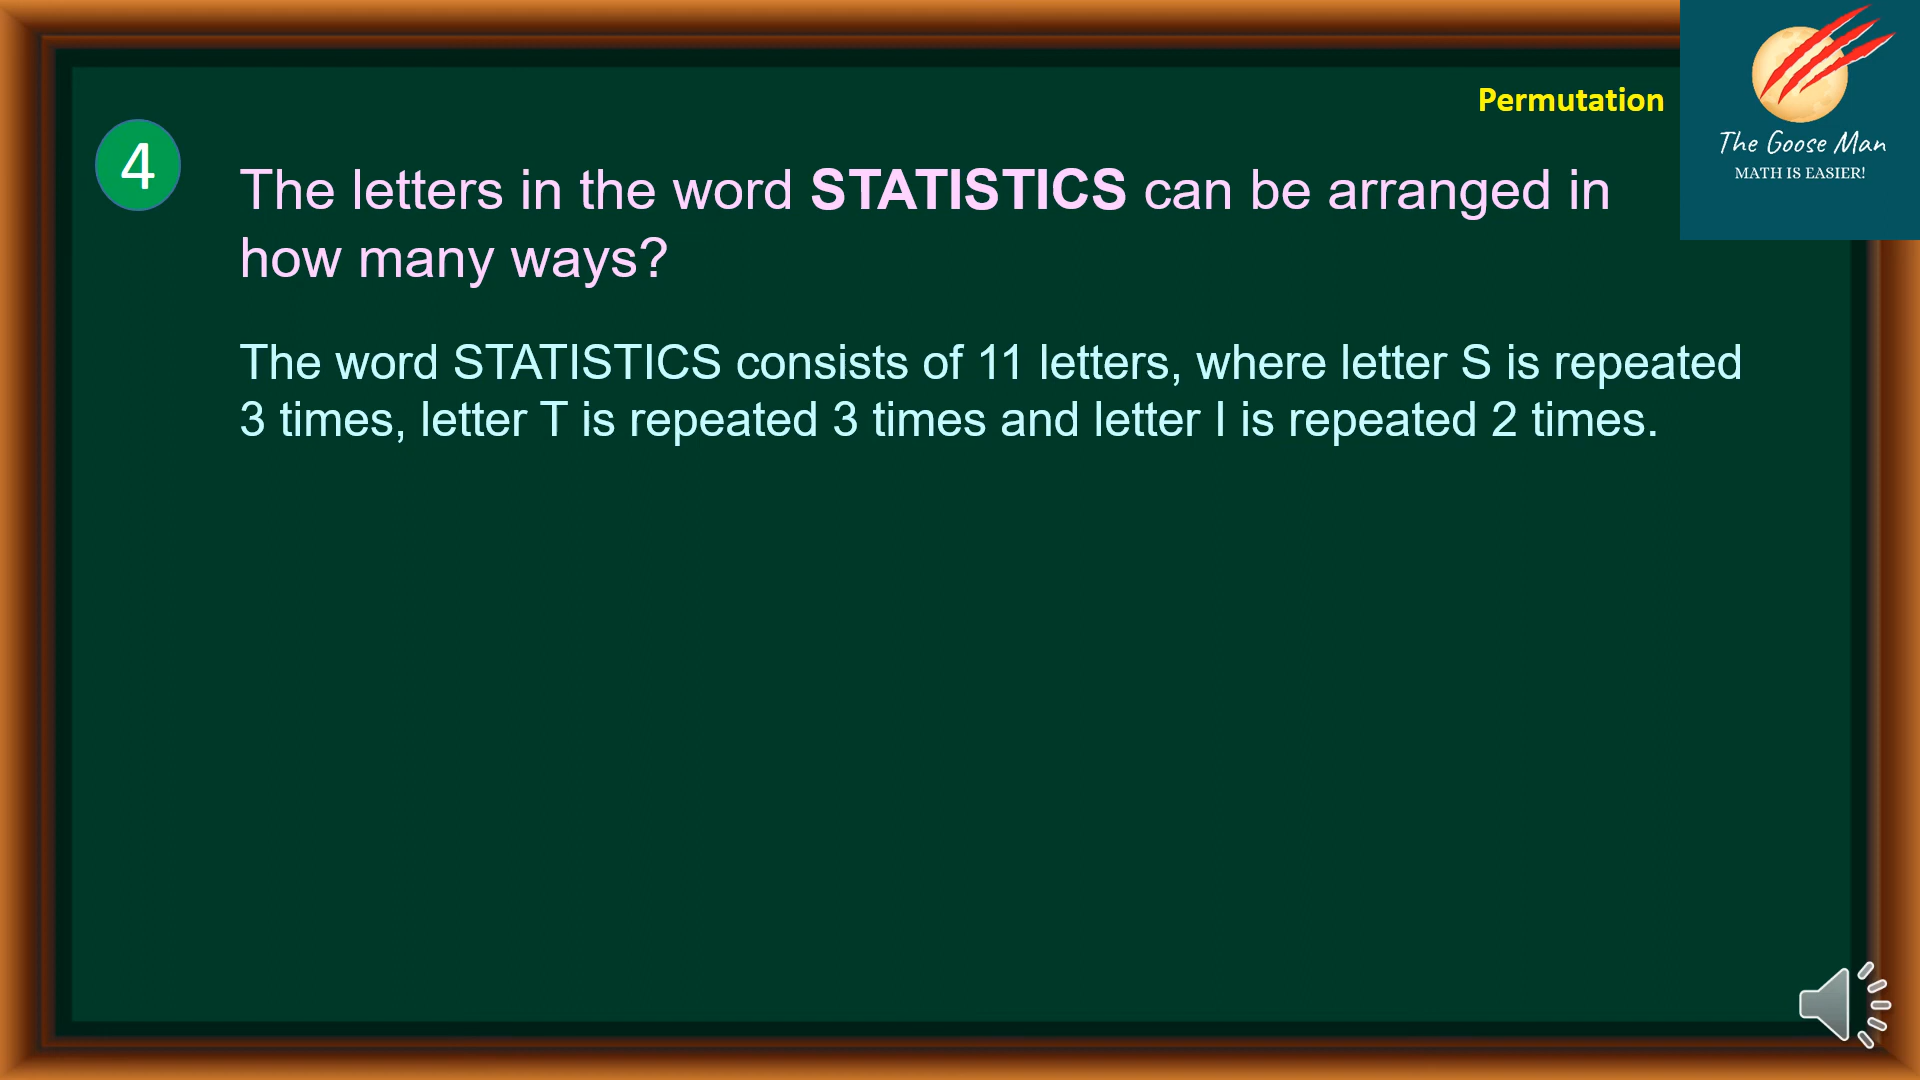 Permutation
The Goose Man
MATH IS EASIER!
4
The letters in the word STATISTICS can be arranged in
how many ways?
The word STATISTICS consists of 11 letters, where letter S is repeated
3 times, letter T is repeated 3 times and letter I is repeated 2 times.